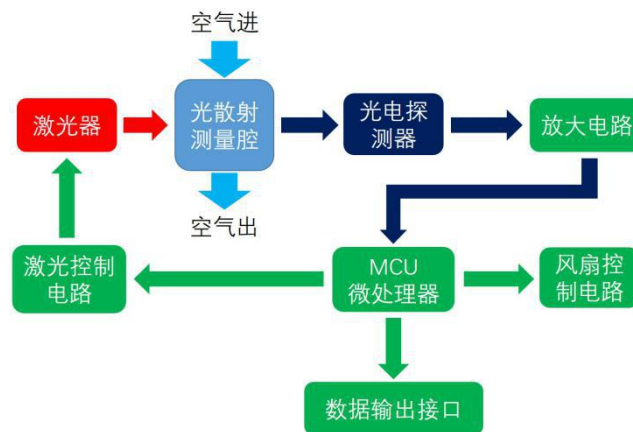 空气进
激光器
光散射
测量腔
光电探
测器
放大电路
空气出
激光控制
电路
MCU
微处理器
风扇控
制电路
数据输出接口